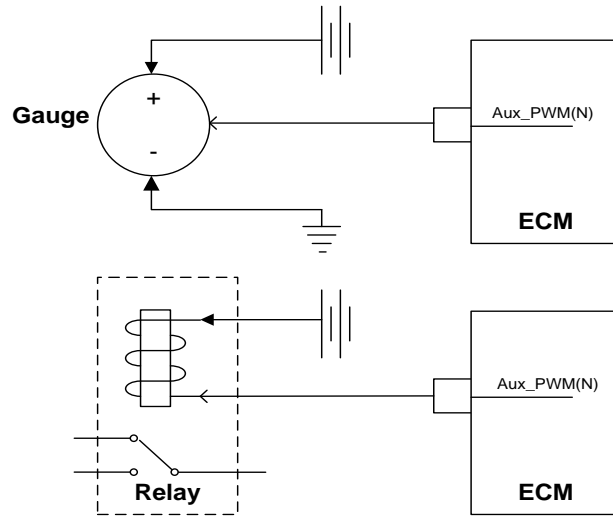 +
Gauge
Aux_PWM(N)
-
ECM
Aux_PWM(N)
Relay
ECM